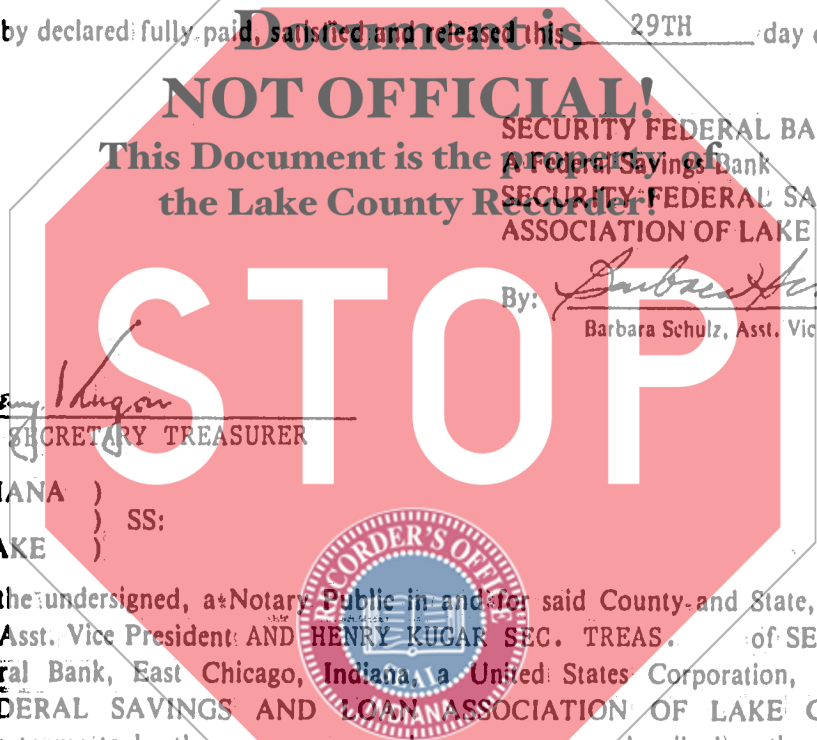 by declared fully paid, satisfied and released this 29TH day
Document is
NOT OFFICIAL!
This Document is the property of
the Lake County Recorder!
SECURITY FEDERAL BA
A Federal Savings Bank
SECURITY FEDERAL SA
ASSOCIATION OF LAKE
By:
Barbara Schulz, Asst. Vic
STOP
SECRETARY TREASURER
IANA )
) SS:
AKE )
RECORDER'S OFFICE
SEAL
INDIANA
the undersigned, a Notary Public in and for said County and State,
Asst. Vice President AND HENRY KUGAR SEC. TREAS. of SE
ral Bank, East Chicago, Indiana, a United States Corporation,
DERAL SAVINGS AND LOAN ASSOCIATION OF LAKE C